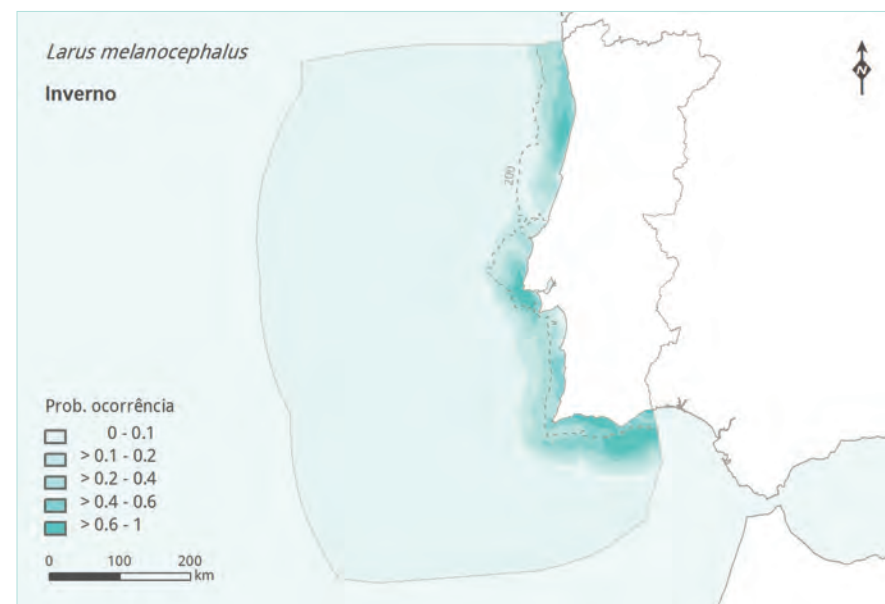 Larus melanocephalus
Inverno
N
200
Prob. ocorrência
0 - 0.1
> 0.1 - 0.2
> 0.2 - 0.4
> 0.4 - 0.6
> 0.6 - 1
0 100 200
km